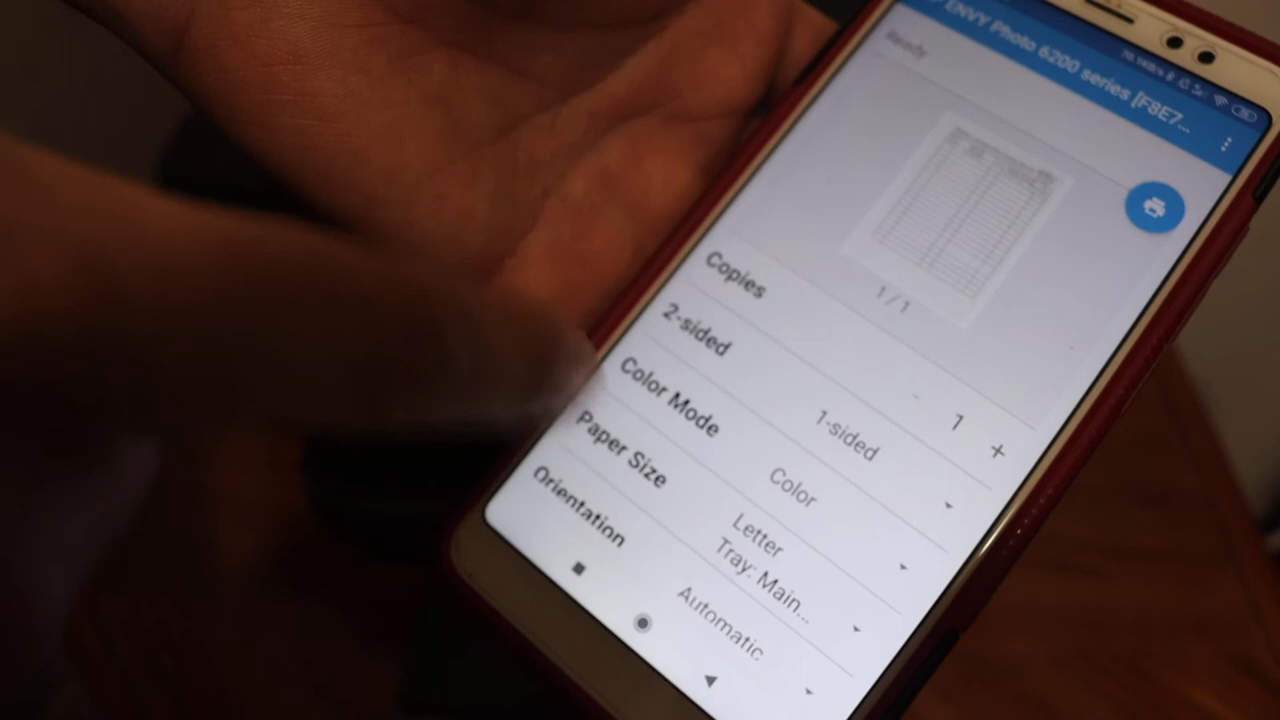 ENVY Photo 6200 series [F8E7...
Ready
1/1
Copies
- 1 +
2-sided
1-sided
Color Mode
Color
Paper Size
Letter
Tray: Main...
Orientation
Automatic